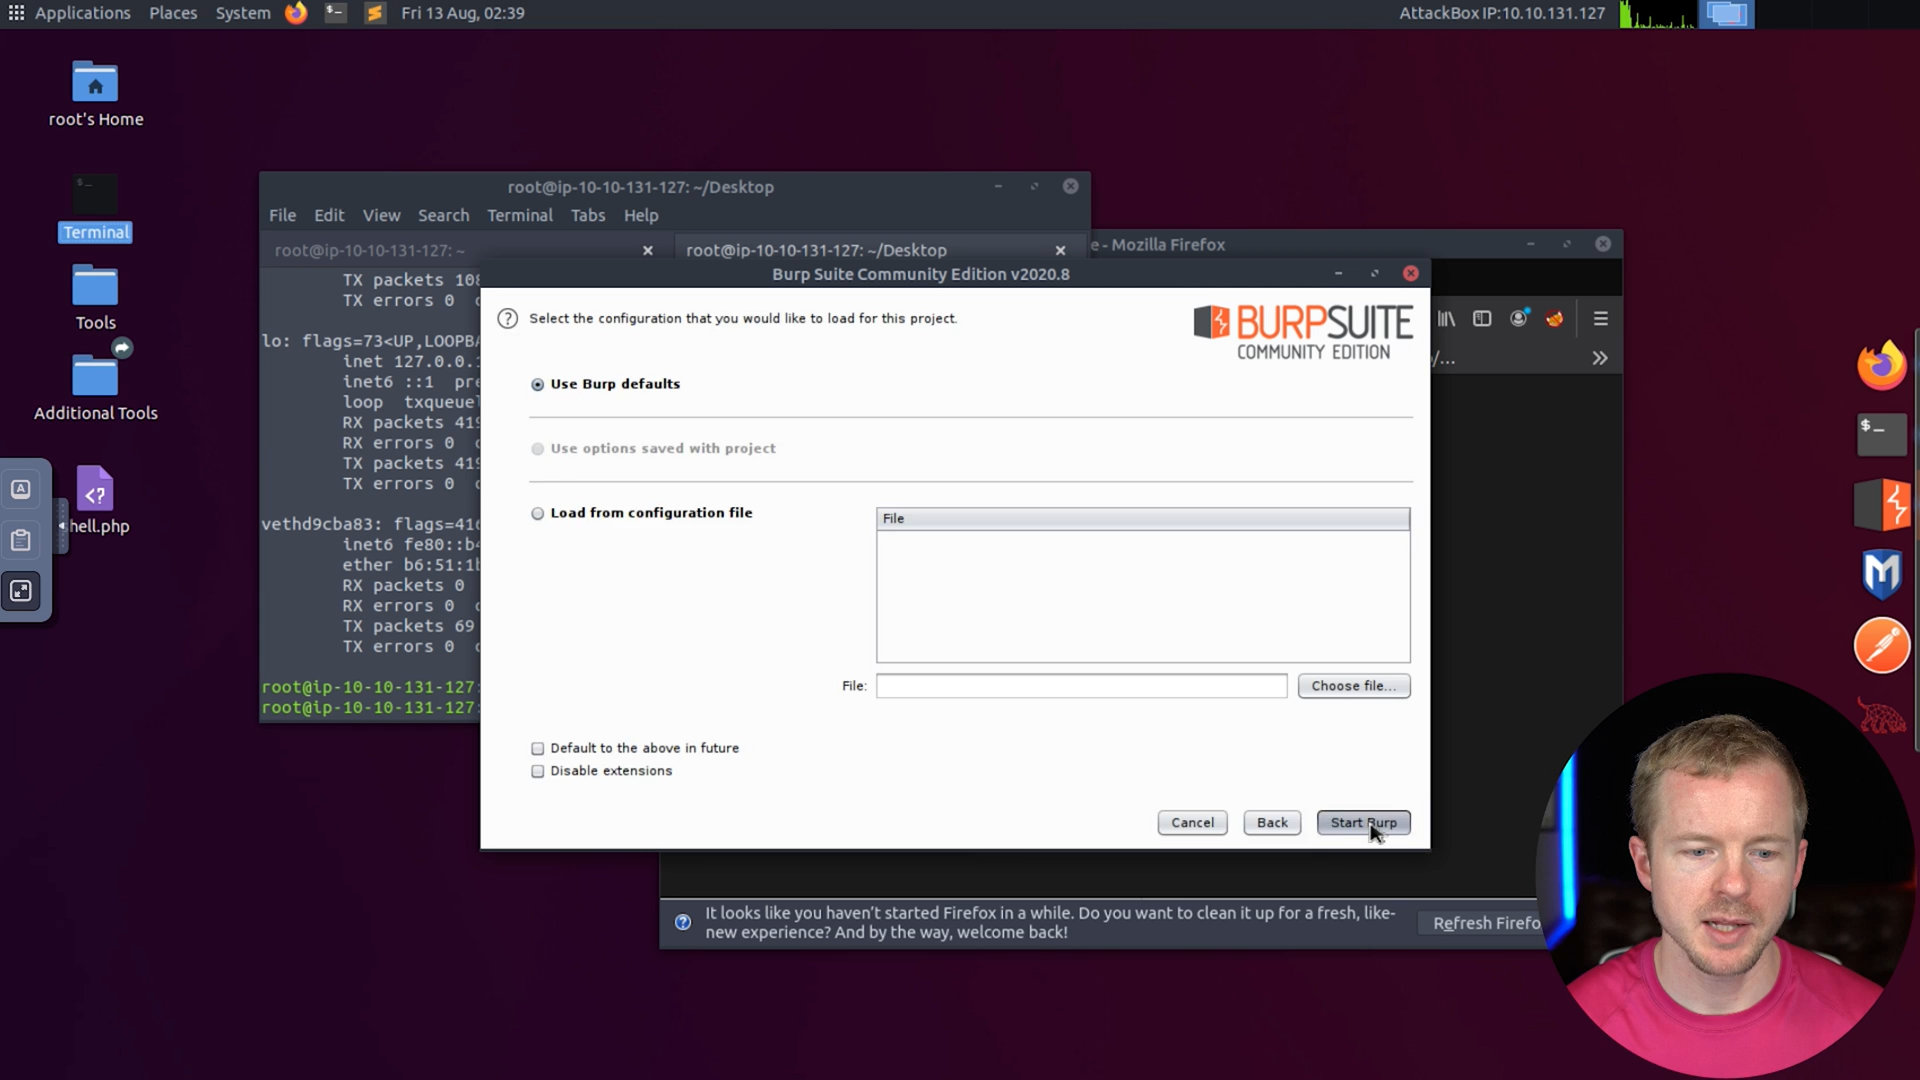 Applications Places System Fri 13 Aug, 02:39 AttackBox IP:10.10.131.127
root's Home
Terminal
Tools
Additional Tools
hell.php
root@ip-10-10-131-127: ~/Desktop
File Edit View Search Terminal Tabs Help
root@ip-10-10-131-127: ~
root@ip-10-10-131-127: ~/Desktop
TX packets 108
TX errors 0
lo: flags=73<UP,LOOPBA
inet 127.0.0.1
inet6 ::1 pre
loop txqueuel
RX packets 419
RX errors 0
TX packets 419
TX errors 0
vethd9cba83: flags=416
inet6 fe80::b4
ether b6:51:1b
RX packets 0
RX errors 0
TX packets 69
TX errors 0
root@ip-10-10-131-127:
root@ip-10-10-131-127:
e - Mozilla Firefox
/...
Burp Suite Community Edition v2020.8
Select the configuration that you would like to load for this project.
BURPSUITE
COMMUNITY EDITION
Use Burp defaults
Use options saved with project
Load from configuration file
File
File:
Choose file...
Default to the above in future
Disable extensions
Cancel
Back
Start Burp
It looks like you haven't started Firefox in a while. Do you want to clean it up for a fresh, like-
new experience? And by the way, welcome back!
Refresh Firefo